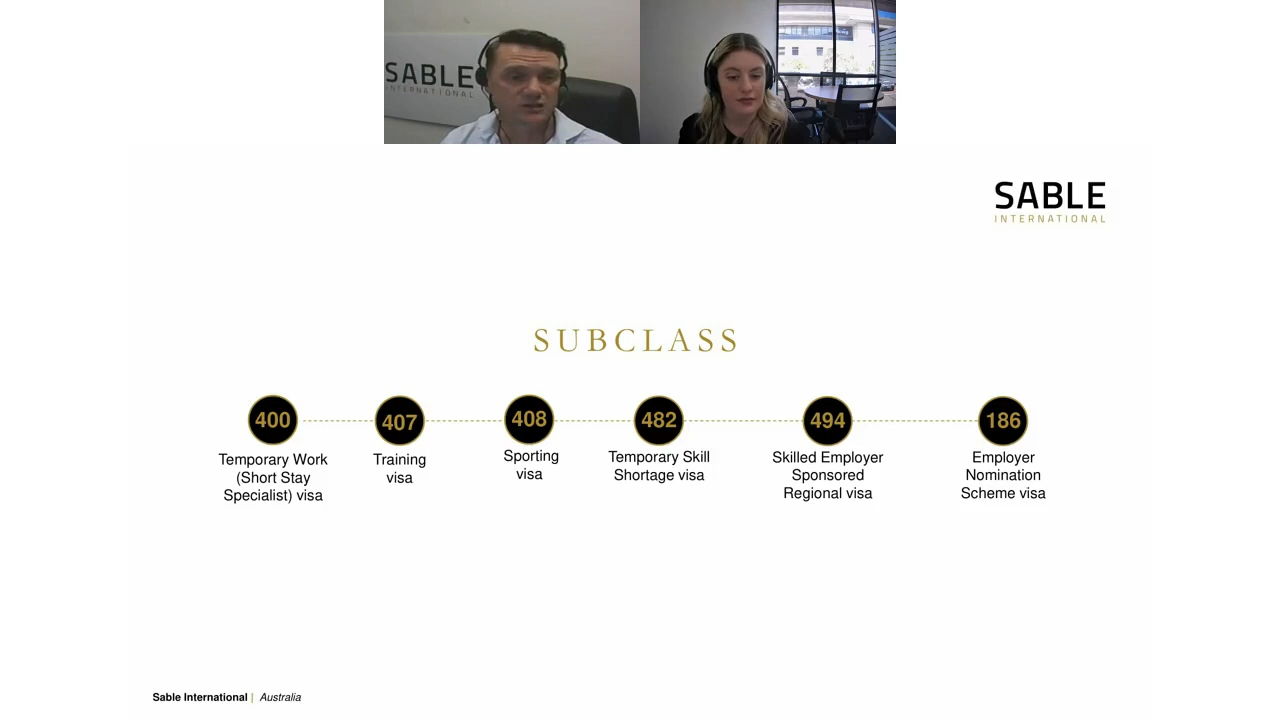 SABLE
INTERNATIONAL
SABLE
INTERNATIONAL
SUBCLASS
400
407
408
482
494
186
Temporary Work
(Short Stay
Specialist) visa
Training
visa
Sporting
visa
Temporary Skill
Shortage visa
Skilled Employer
Sponsored
Regional visa
Employer
Nomination
Scheme visa
Sable International | Australia